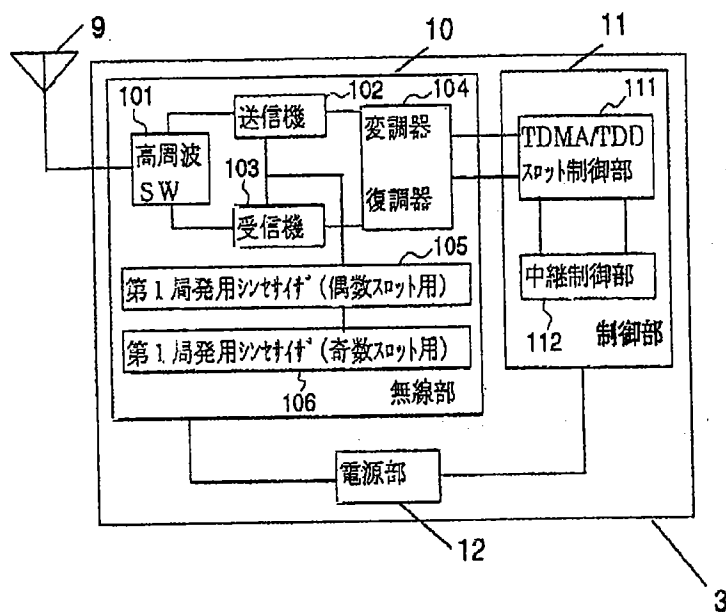 9
10
11
101
102
104
111
高周波
SW
送信機
変調器
復調器
TDMA/TDD
スロット制御部
103
受信機
105
第1局発用ｼﾝｾｻｲｻﾞ(偶数スロット用)
中継制御部
112
制御部
第1局発用ｼﾝｾｻｲｻﾞ(奇数スロット用)
106
無線部
電源部
12
3